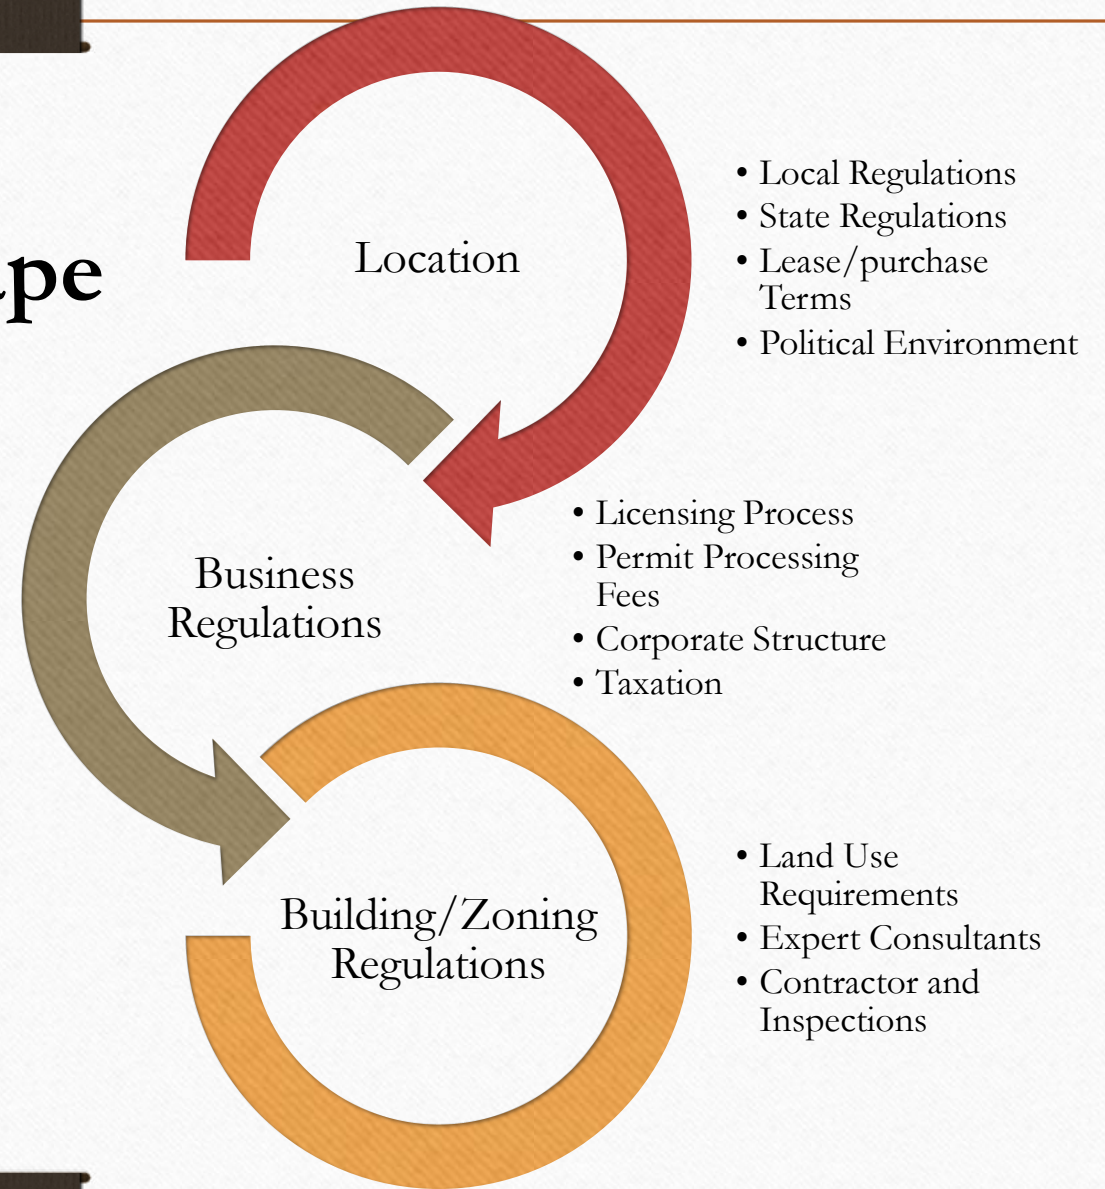 Location
• Local Regulations
• State Regulations
• Lease/purchase
Terms
• Political Environment
Business
Regulations
• Licensing Process
• Permit Processing
Fees
• Corporate Structure
• Taxation
Building/Zoning
Regulations
• Land Use
Requirements
• Expert Consultants
• Contractor and
Inspections